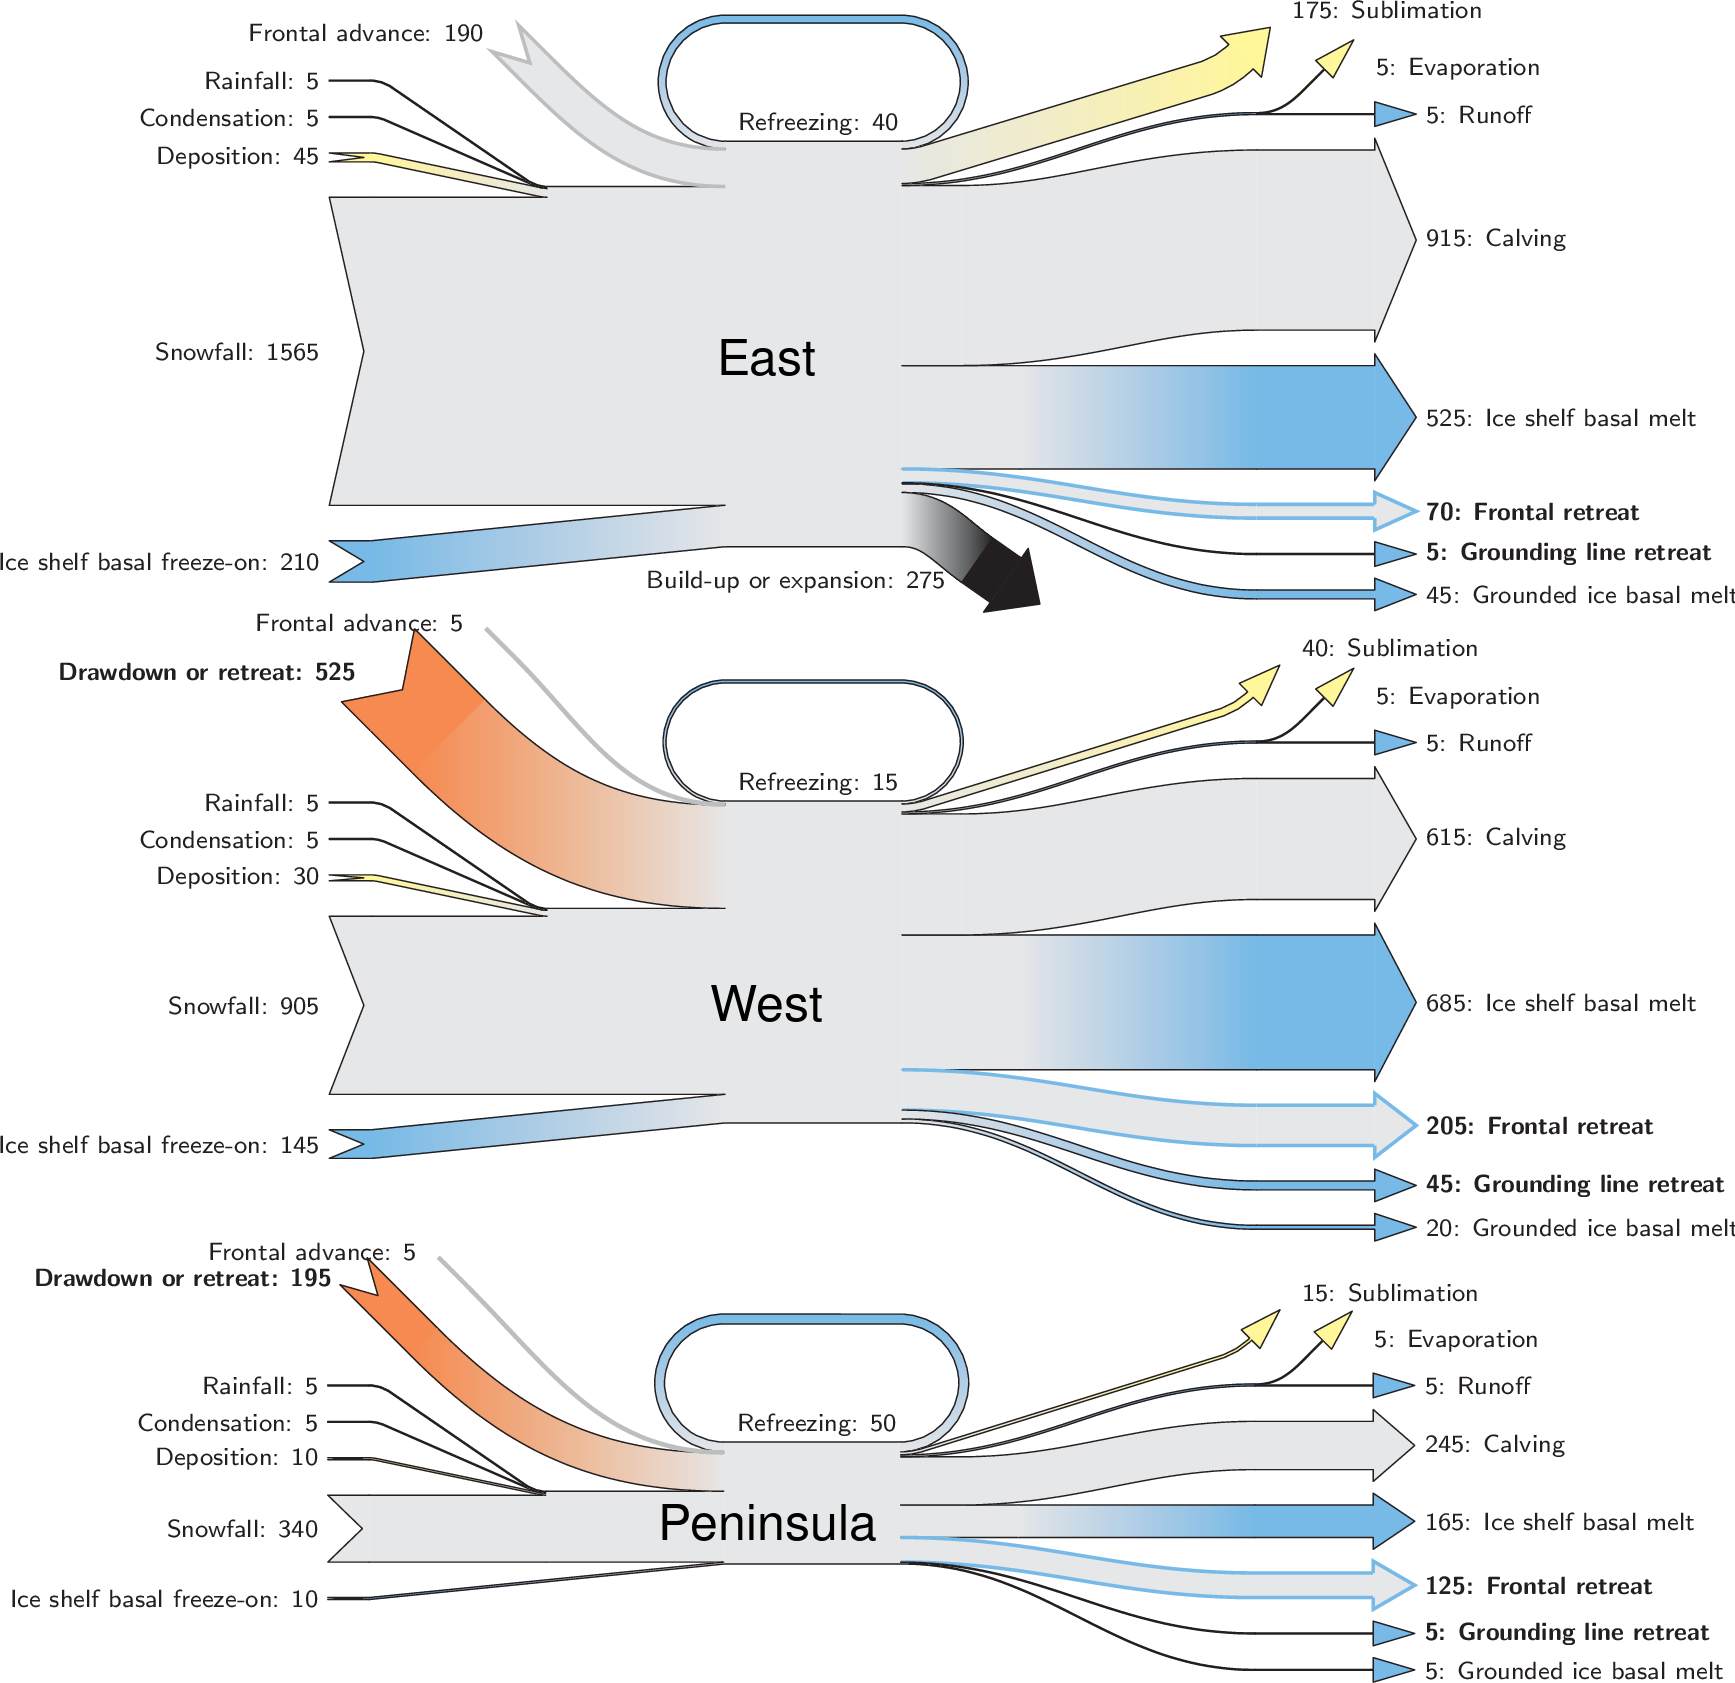 175: Sublimation
Frontal advance: 190
5: Evaporation
Rainfall: 5
5: Runoff
Condensation: 5
Refreezing: 40
Deposition: 45
915: Calving
Snowfall: 1565
East
525: Ice shelf basal melt
70: Frontal retreat
5: Grounding line retreat
Ice shelf basal freeze-on: 210
Build-up or expansion: 275
45: Grounded ice basal melt
Frontal advance: 5
40: Sublimation
Drawdown or retreat: 525
5: Evaporation
5: Runoff
Refreezing: 15
Rainfall: 5
Condensation: 5
615: Calving
Deposition: 30
Snowfall: 905
West
685: Ice shelf basal melt
205: Frontal retreat
Ice shelf basal freeze-on: 145
45: Grounding line retreat
20: Grounded ice basal melt
Frontal advance: 5
Drawdown or retreat: 195
15: Sublimation
5: Evaporation
Rainfall: 5
5: Runoff
Condensation: 5
Refreezing: 50
245: Calving
Deposition: 10
Snowfall: 340
Peninsula
165: Ice shelf basal melt
125: Frontal retreat
Ice shelf basal freeze-on: 10
5: Grounding line retreat
5: Grounded ice basal melt